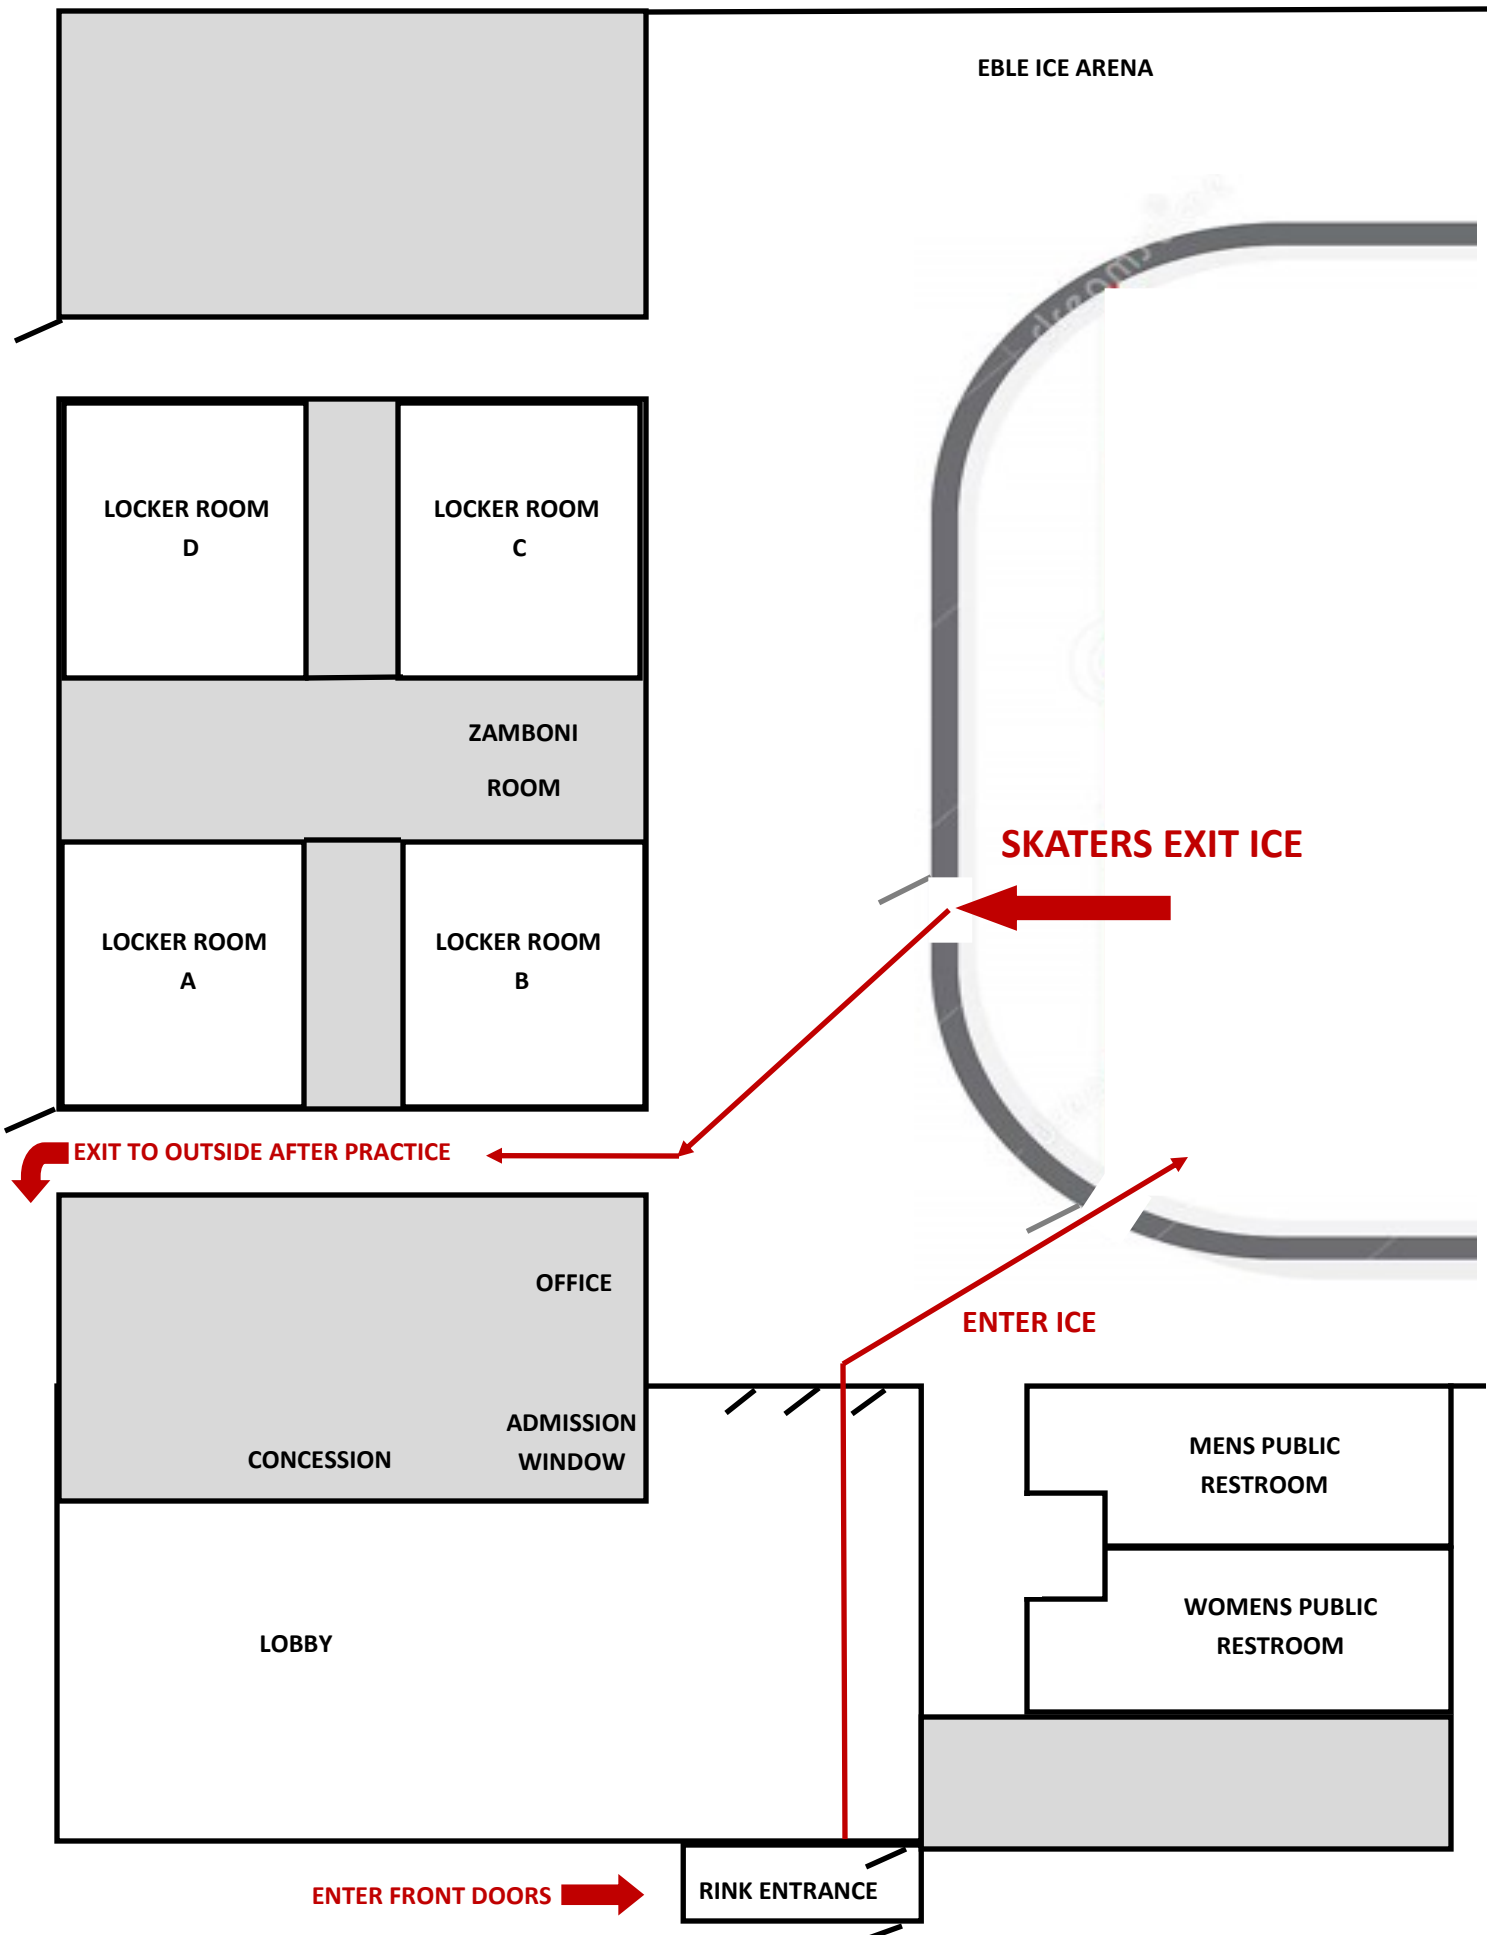 EBLE ICE ARENA
LOCKER ROOM
D
LOCKER ROOM
C
ZAMBONI
ROOM
SKATERS EXIT ICE
LOCKER ROOM
A
LOCKER ROOM
B
EXIT TO OUTSIDE AFTER PRACTICE
OFFICE
ENTER ICE
ADMISSION
WINDOW
CONCESSION
MENS PUBLIC
RESTROOM
WOMENS PUBLIC
RESTROOM
LOBBY
RINK ENTRANCE
ENTER FRONT DOORS